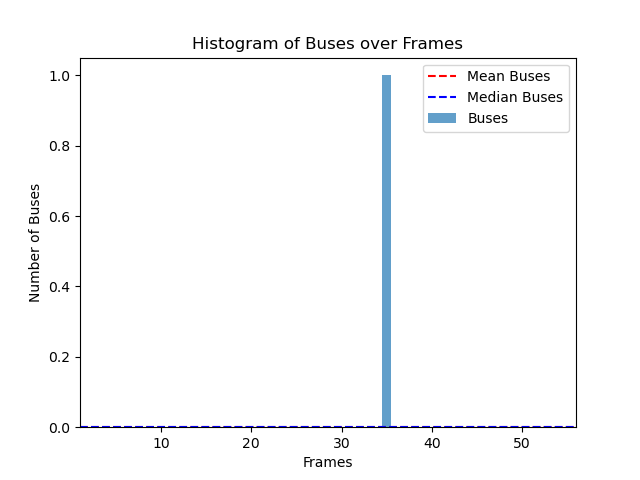 Histogram of Buses over Frames
Mean Buses
Median Buses
Buses
Number of Buses
1.0
0.8
0.6
0.4
0.2
0.0
10 20 30 40 50
Frames